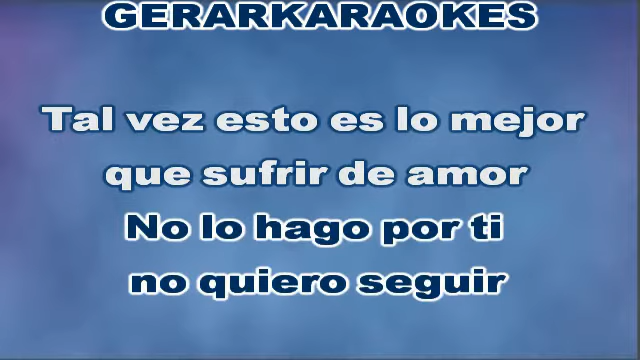 GERARKARAOKES
Tal vez esto es lo mejor
que sufrir de amor
No lo hago por ti
no quiero seguir